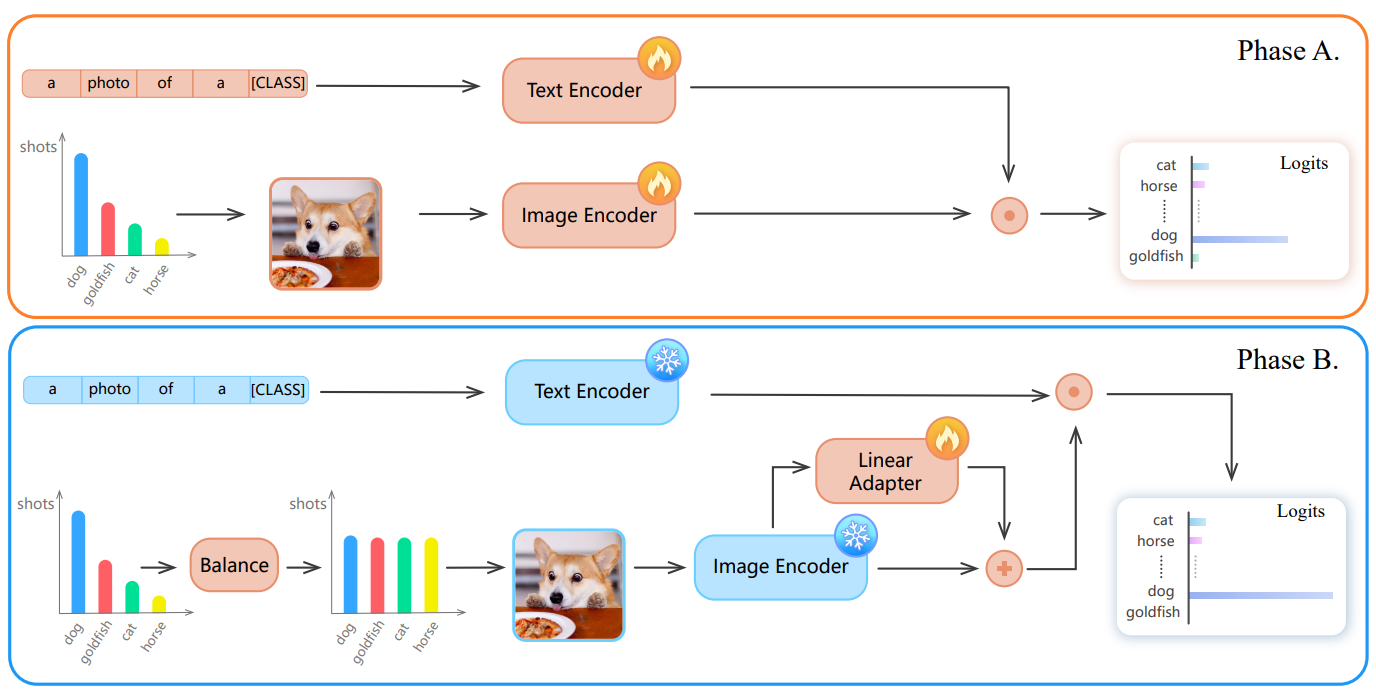 Phase A.
a photo of a [CLASS]
Text Encoder
shots
dog
goldfish
cat
horse
Image Encoder
Logits
cat
horse
dog
goldfish
Phase B.
a photo of a [CLASS]
Text Encoder
Linear
Adapter
shots
dog
goldfish
cat
horse
Balance
shots
dog
goldfish
cat
horse
Image Encoder
Logits
cat
horse
dog
goldfish